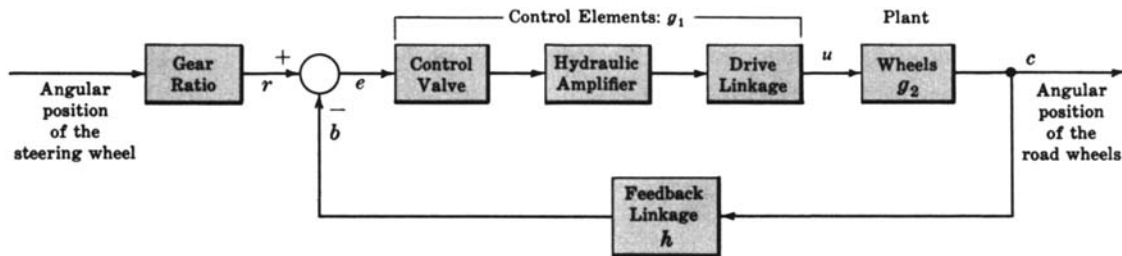 Control Elements: g₁
Plant
Gear
Ratio
+
r
−
b
e
Control
Valve
Hydraulic
Amplifier
Drive
Linkage
u
Wheels
g₂
c
Angular
position
of the
steering wheel
Angular
position
of the
road wheels
Feedback
Linkage
h